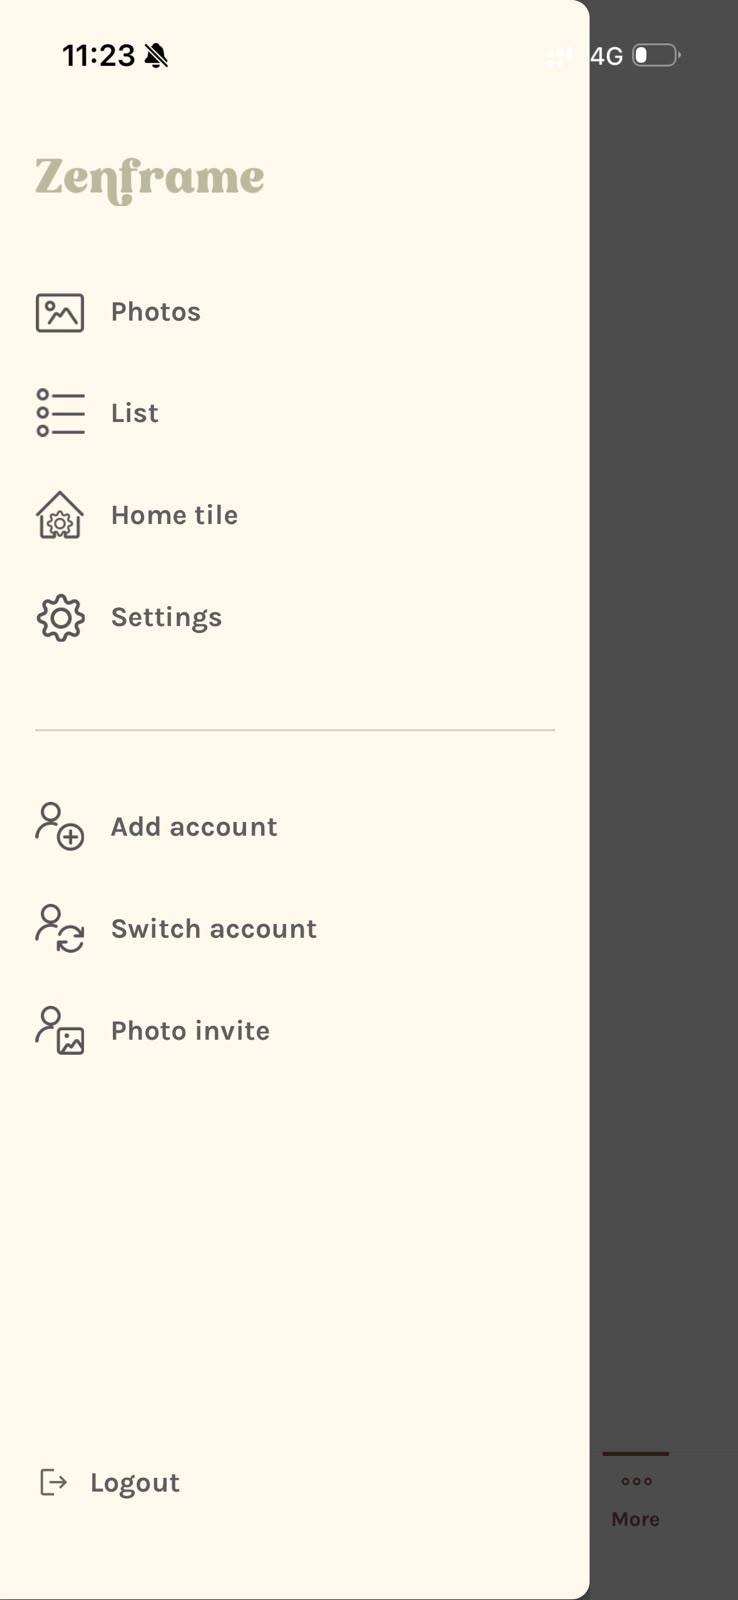 11:23
4G
Zenframe
Photos
List
Home tile
Settings
Add account
Switch account
Photo invite
Logout
More